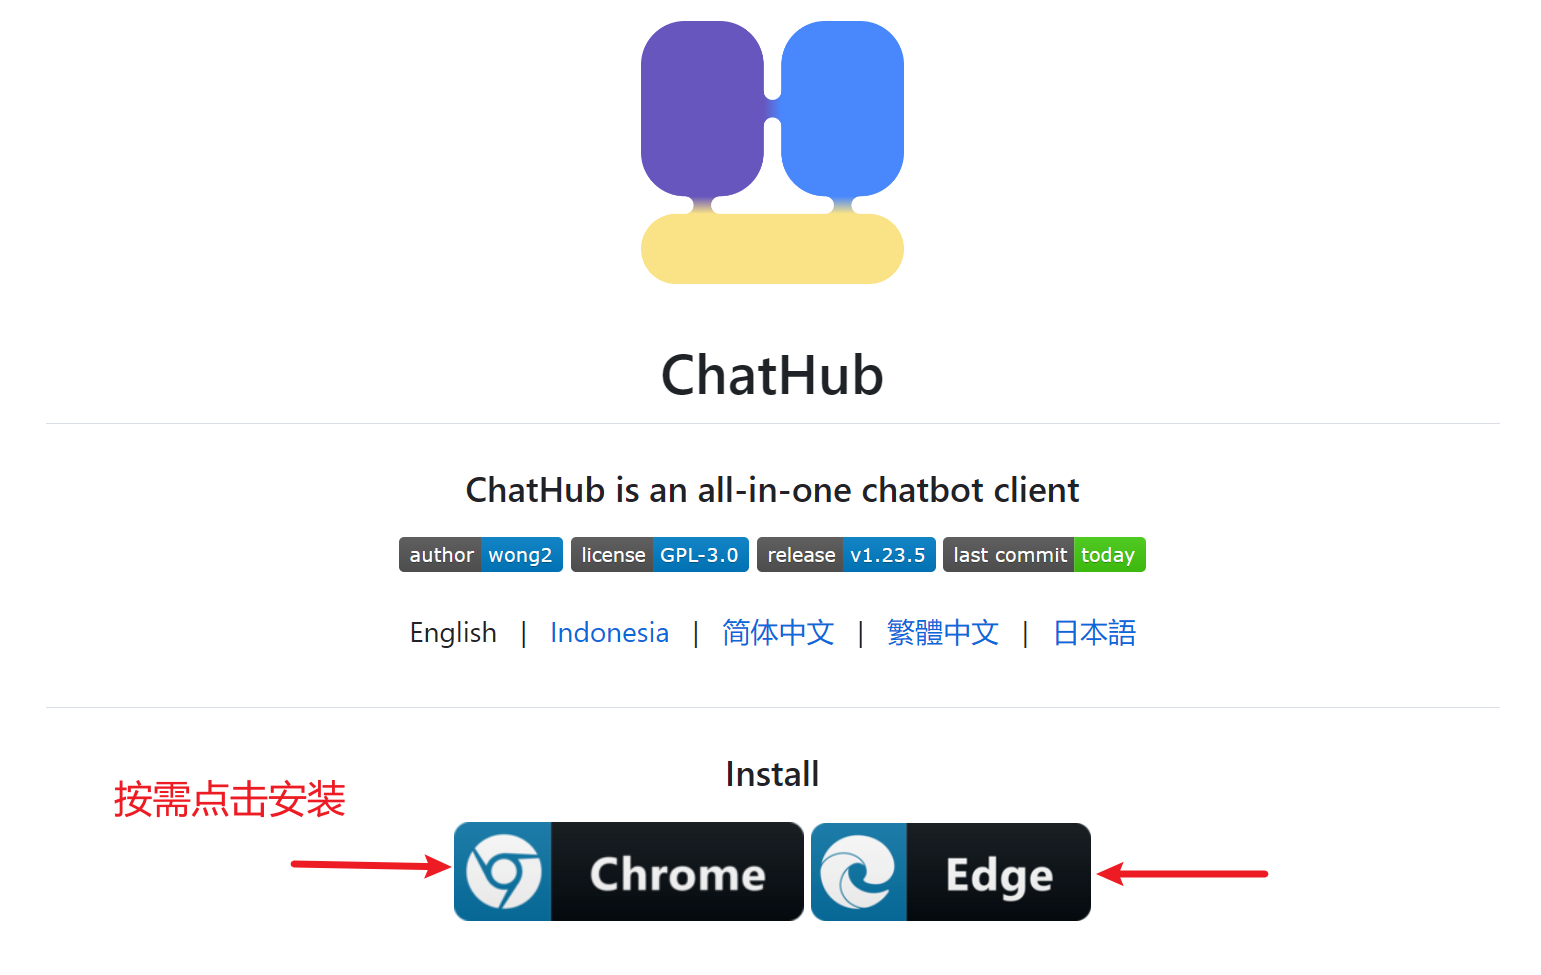 ChatHub
ChatHub is an all-in-one chatbot client
author wong2 license GPL-3.0 release v1.23.5 last commit today
English | Indonesia | 简体中文 | 繁體中文 | 日本語
Install
按需点击安装
Chrome Edge